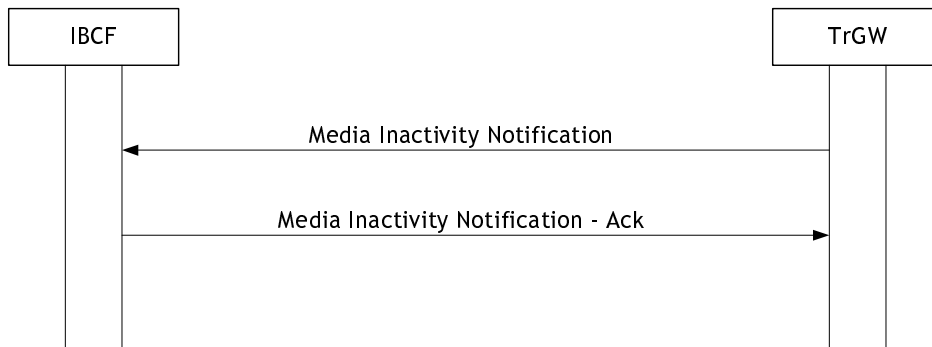 IBCF
TrGW
Media Inactivity Notification
Media Inactivity Notification - Ack